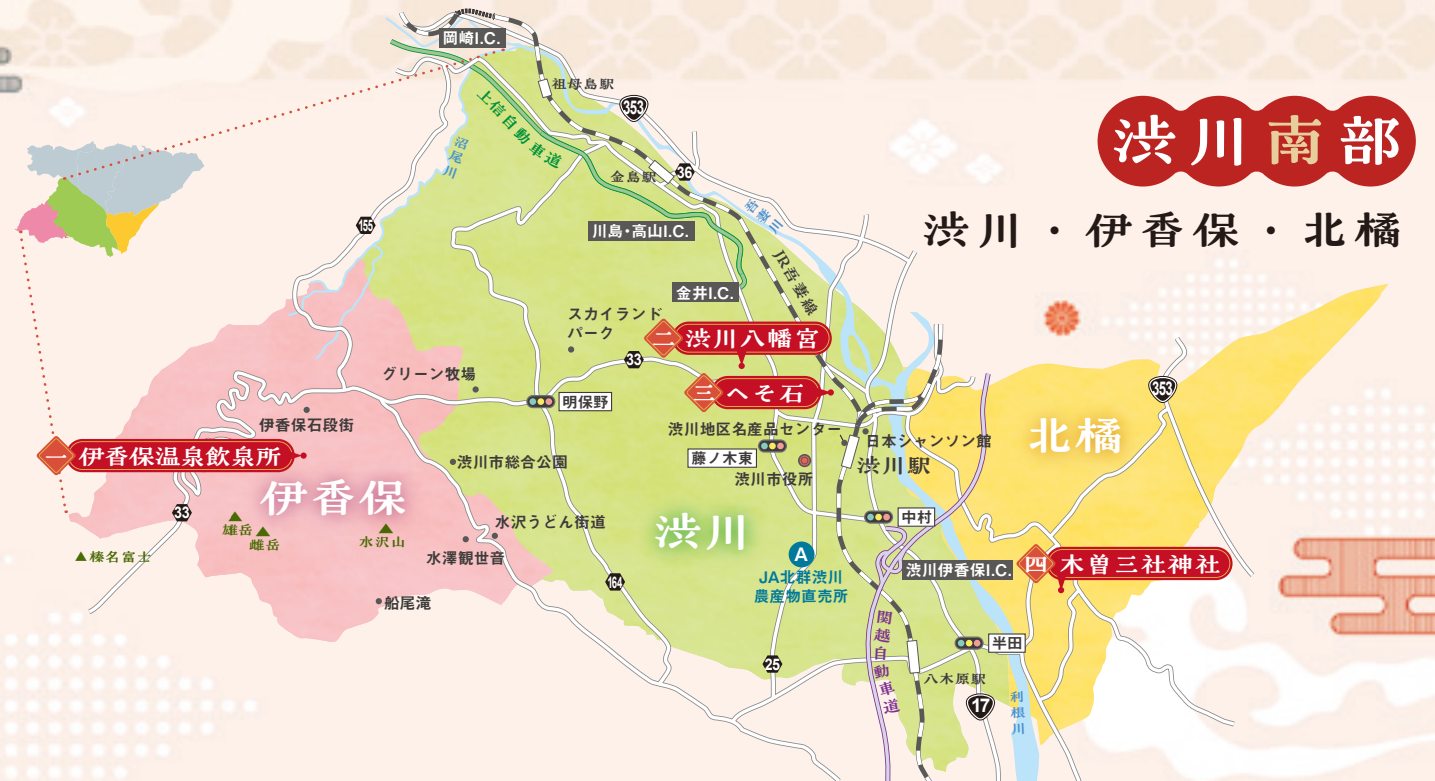 渋川南部
渋川・伊香保・北橘
岡崎I.C.
祖母島駅
353
上信自動車道
沼尾川
金島駅
36
吾妻川
155
川島・高山I.C.
JR吾妻線
金井I.C.
スカイランド
パーク
二 渋川八幡宮
33
353
グリーン牧場
三 へそ石
明保野
伊香保石段街
渋川地区名産品センター
日本シャンソン館
北橘
一 伊香保温泉飲泉所
藤ノ木東
渋川駅
渋川市総合公園
渋川市役所
伊香保
33
雄岳
雌岳
水沢山
水沢うどん街道
渋川
中村
榛名富士
水澤観世音
A
JA北群渋川
農産物直売所
渋川伊香保I.C.
四 木曽三社神社
164
船尾滝
関越自動車道
半田
25
八木原駅
17
利根川